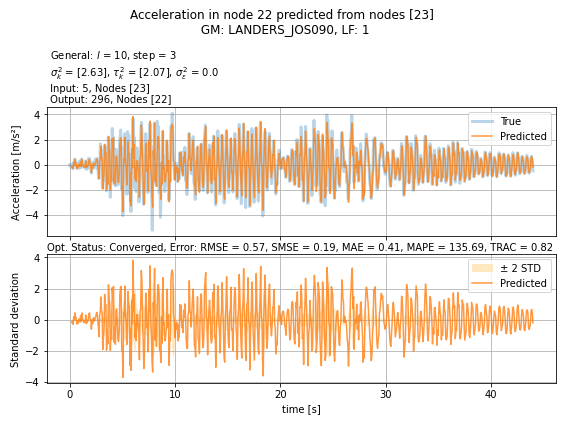 Acceleration in node 22 predicted from nodes [23]
GM: LANDERS_JOS090, LF: 1
General: l = 10, step = 3
σ²ₖ = [2.63], τ²ₖ = [2.07], σ²ε = 0.0
Input: 5, Nodes [23]
Output: 296, Nodes [22]
Acceleration [m/s²]
4
2
0
−2
−4
True
Predicted
Opt. Status: Converged, Error: RMSE = 0.57, SMSE = 0.19, MAE = 0.41, MAPE = 135.69, TRAC = 0.82
Standard deviation
4
2
0
−2
−4
± 2 STD
Predicted
0
10
20
30
40
time [s]